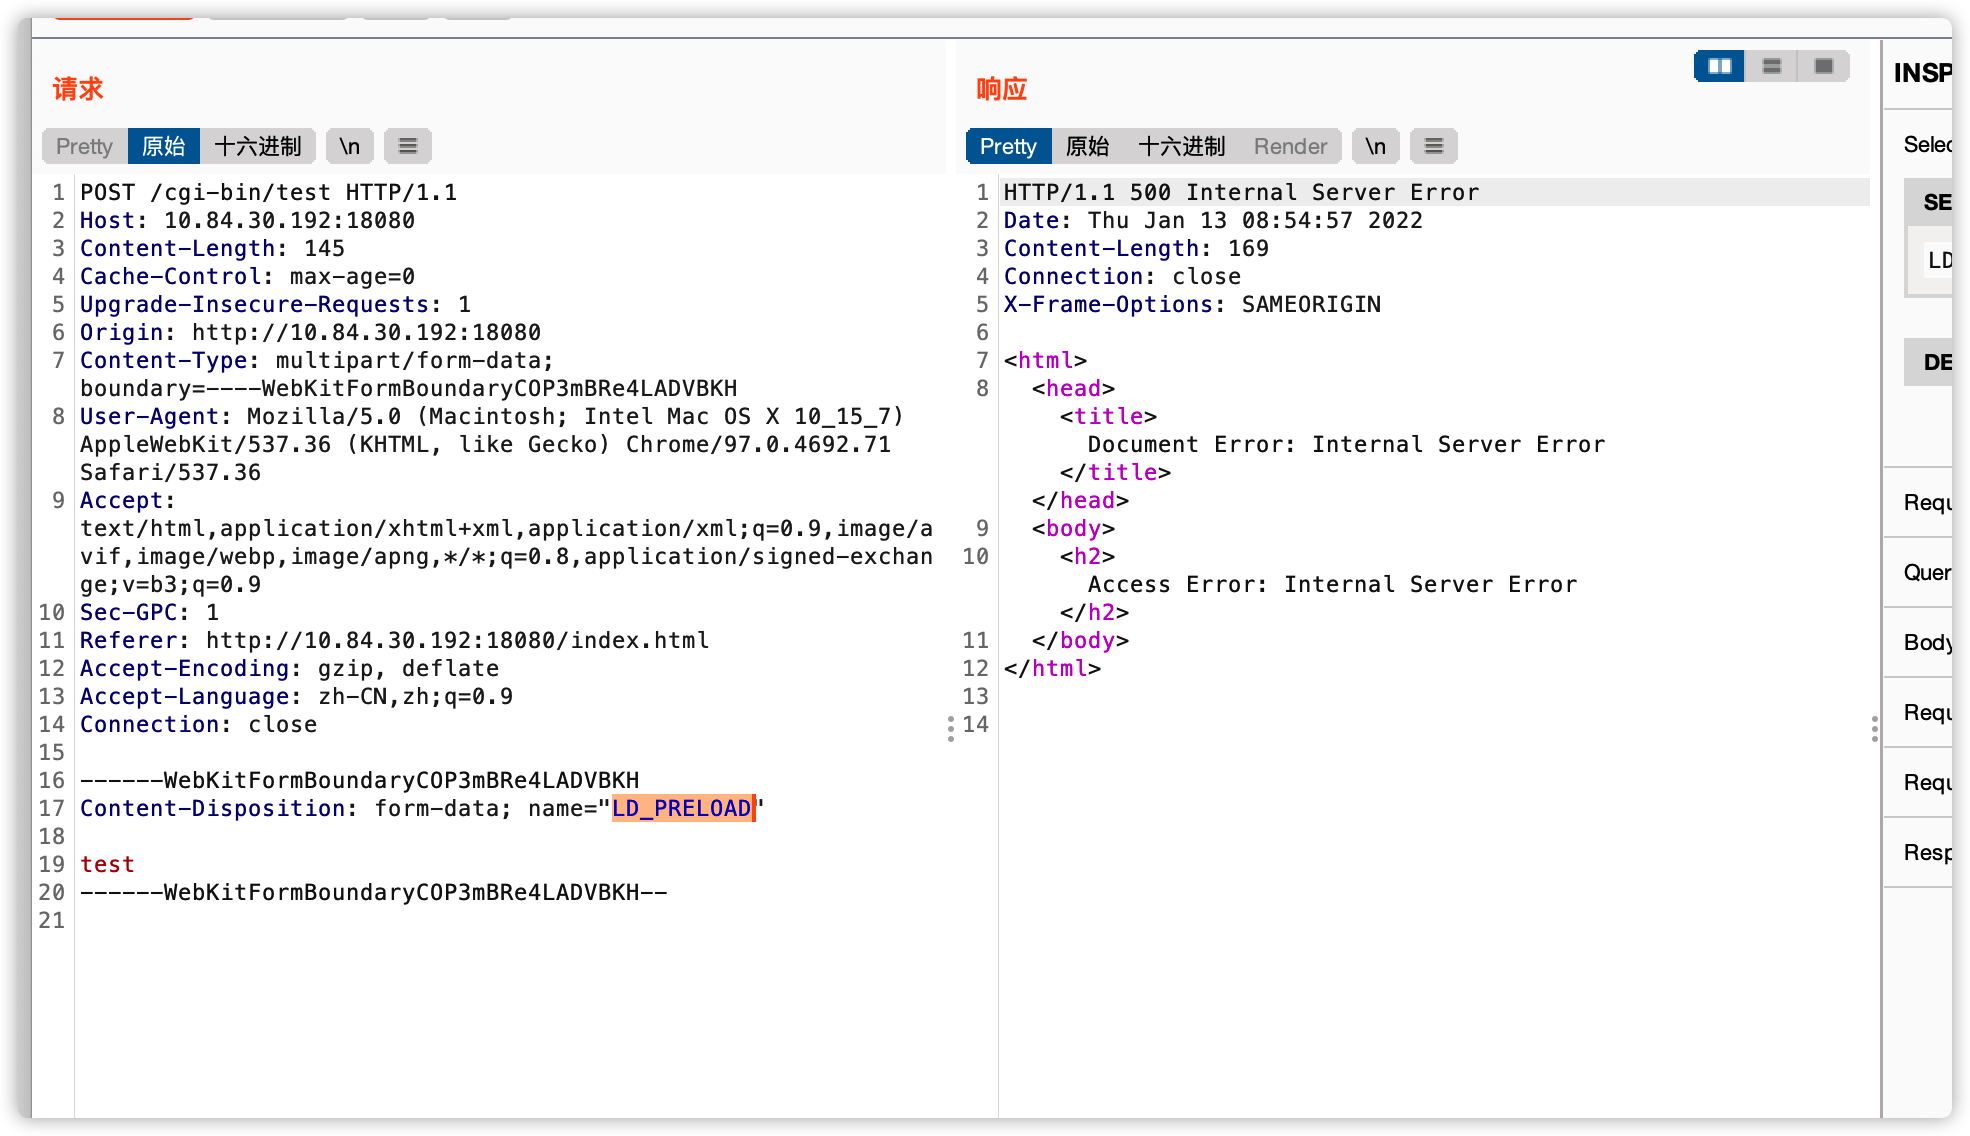 请求
Pretty 原始 十六进制 \n
1 POST /cgi-bin/test HTTP/1.1
2 Host: 10.84.30.192:18080
3 Content-Length: 145
4 Cache-Control: max-age=0
5 Upgrade-Insecure-Requests: 1
6 Origin: http://10.84.30.192:18080
7 Content-Type: multipart/form-data;
boundary=----WebKitFormBoundaryCOP3mBRe4LADVBKH
8 User-Agent: Mozilla/5.0 (Macintosh; Intel Mac OS X 10_15_7)
AppleWebKit/537.36 (KHTML, like Gecko) Chrome/97.0.4692.71
Safari/537.36
9 Accept:
text/html,application/xhtml+xml,application/xml;q=0.9,image/a
vif,image/webp,image/apng,*/*;q=0.8,application/signed-exchan
ge;v=b3;q=0.9
10 Sec-GPC: 1
11 Referer: http://10.84.30.192:18080/index.html
12 Accept-Encoding: gzip, deflate
13 Accept-Language: zh-CN,zh;q=0.9
14 Connection: close
15
16 ------WebKitFormBoundaryCOP3mBRe4LADVBKH
17 Content-Disposition: form-data; name="LD_PRELOAD"
18
19 test
20 ------WebKitFormBoundaryCOP3mBRe4LADVBKH--
21
响应
Pretty 原始 十六进制 Render \n
1 HTTP/1.1 500 Internal Server Error
2 Date: Thu Jan 13 08:54:57 2022
3 Content-Length: 169
4 Connection: close
5 X-Frame-Options: SAMEORIGIN
6
7 <html>
8 <head>
<title>
Document Error: Internal Server Error
</title>
</head>
9 <body>
10 <h2>
Access Error: Internal Server Error
</h2>
11 </body>
12 </html>
13
14
INSP
Selec
SE
LD
DE
Requ
Quer
Body
Requ
Requ
Resp